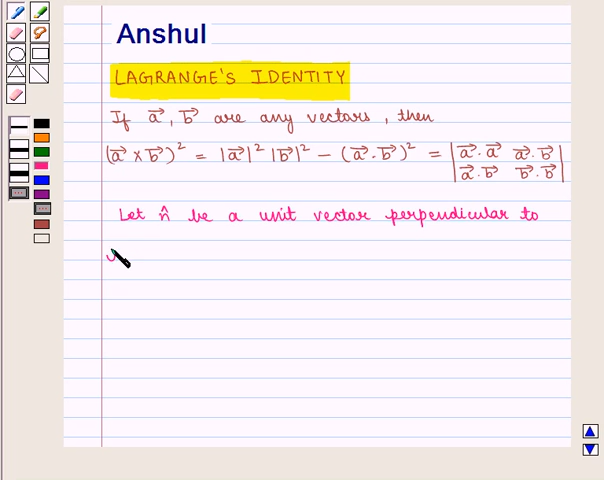 Anshul
LAGRANGE'S IDENTITY
If a⃗, b⃗ are any vectors, then
(a⃗ × b⃗)² = |a⃗|² |b⃗|² − (a⃗.b⃗)² = |a⃗.a⃗ a⃗.b⃗|
|a⃗.b⃗ b⃗.b⃗|
Let n̂ be a unit vector perpendicular to